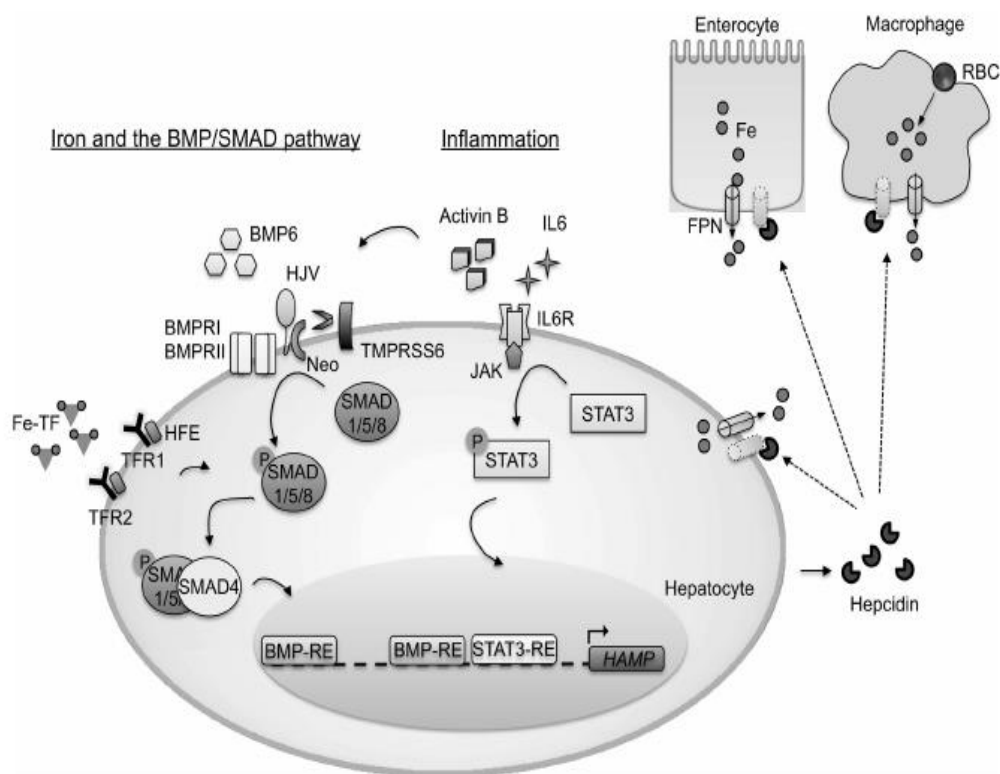 Enterocyte
Macrophage
RBC
Fe
Iron and the BMP/SMAD pathway
Inflammation
FPN
Activin B
IL6
BMP6
HJV
BMPRI
BMPRII
Neo
TMPRSS6
IL6R
JAK
SMAD
1/5/8
STAT3
Fe-TF
HFE
TFR1
P
SMAD
1/5/8
P
STAT3
TFR2
P
SMAD4
Hepatocyte
Hepcidin
BMP-RE
BMP-RE
STAT3-RE
HAMP